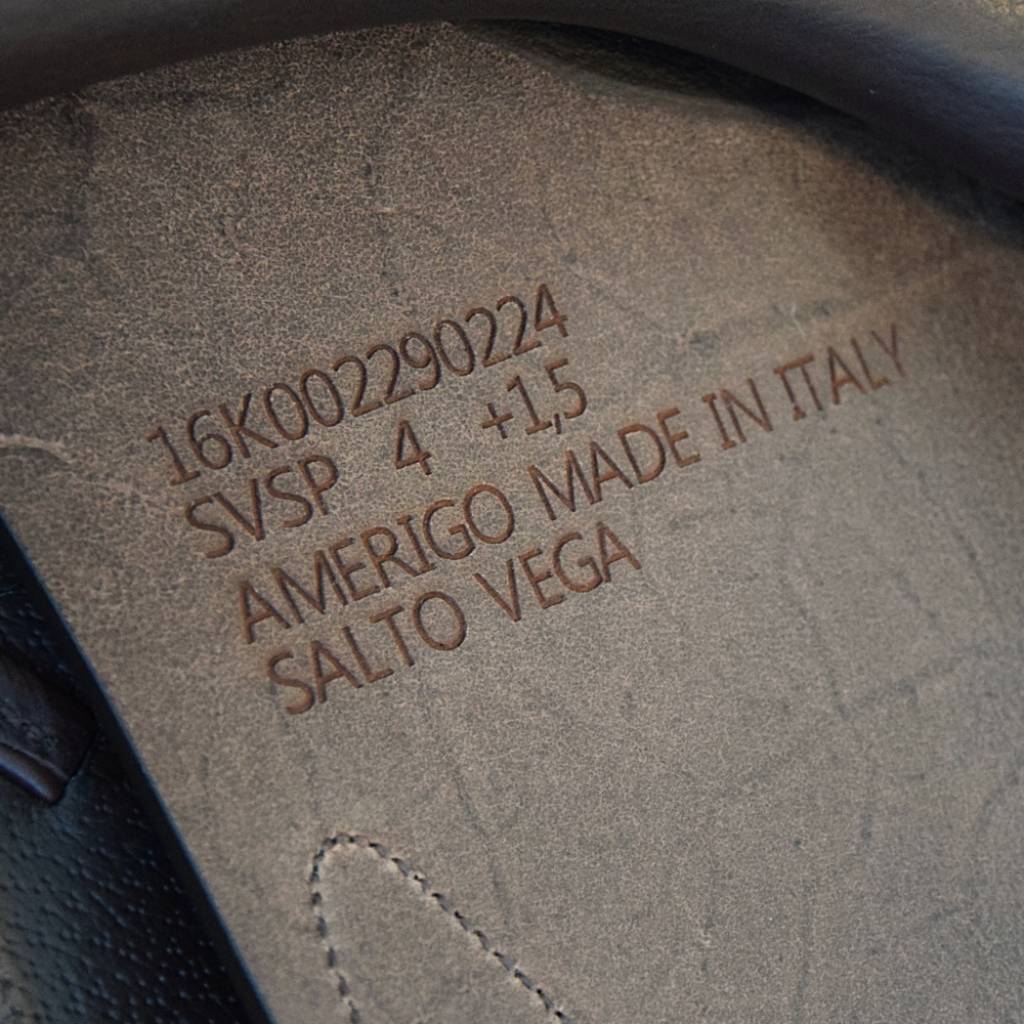 16K002290224
SVSP 4 +1,5
AMERIGO MADE IN ITALY
SALTO VEGA